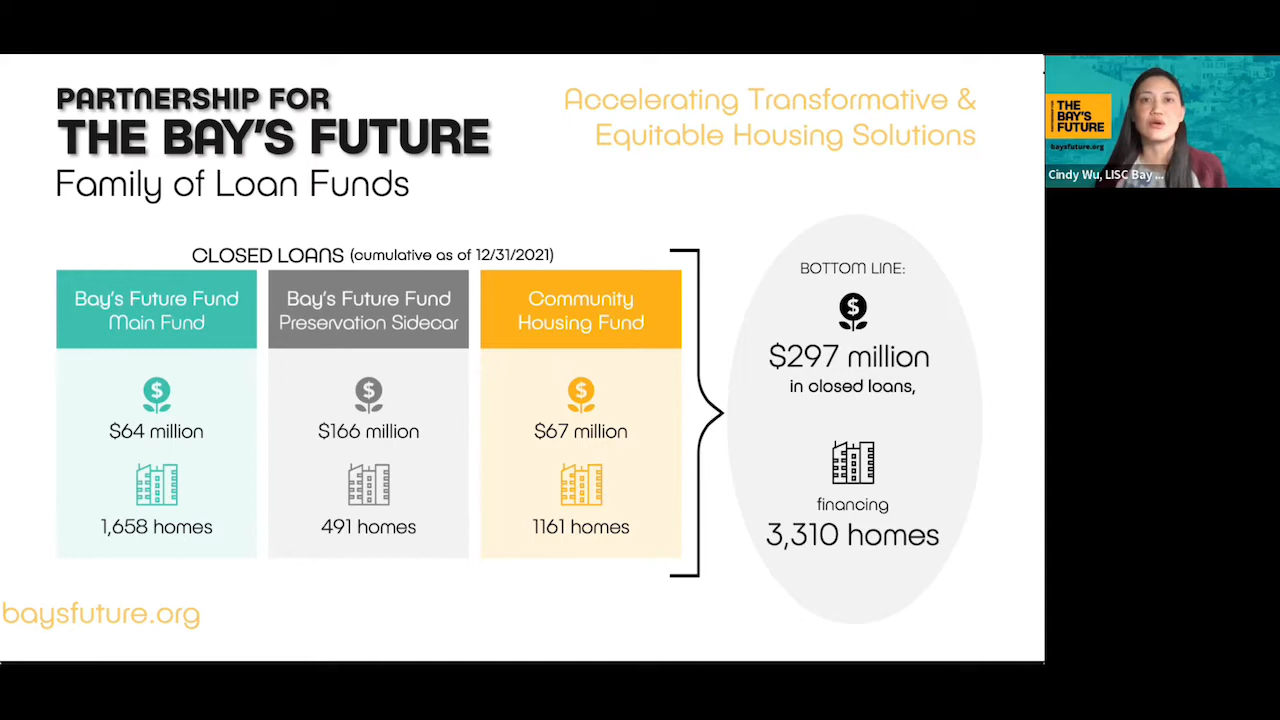 PARTNERSHIP FOR
THE BAY'S FUTURE
Family of Loan Funds
Accelerating Transformative &
Equitable Housing Solutions
CLOSED LOANS (cumulative as of 12/31/2021)
Bay's Future Fund
Main Fund
$64 million
1,658 homes
Bay's Future Fund
Preservation Sidecar
$166 million
491 homes
Community
Housing Fund
$67 million
1161 homes
BOTTOM LINE:
$297 million
in closed loans,
financing
3,310 homes
baysfuture.org
THE
BAY'S
FUTURE
baysfuture.org
Cindy Wu, LISC Bay ...